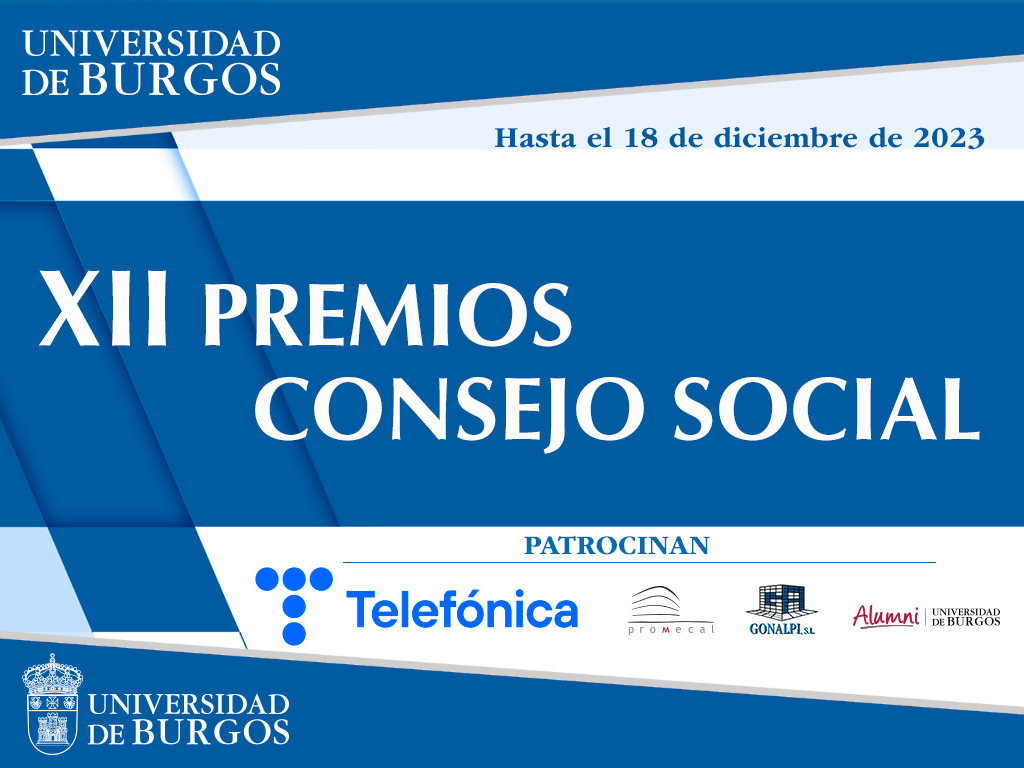 UNIVERSIDAD
DE BURGOS
Hasta el 18 de diciembre de 2023
XII PREMIOS
CONSEJO SOCIAL
PATROCINAN
Telefónica
promecal
GONALPI, S.L.
Alumni | UNIVERSIDAD
DE BURGOS
UNIVERSIDAD
DE BURGOS